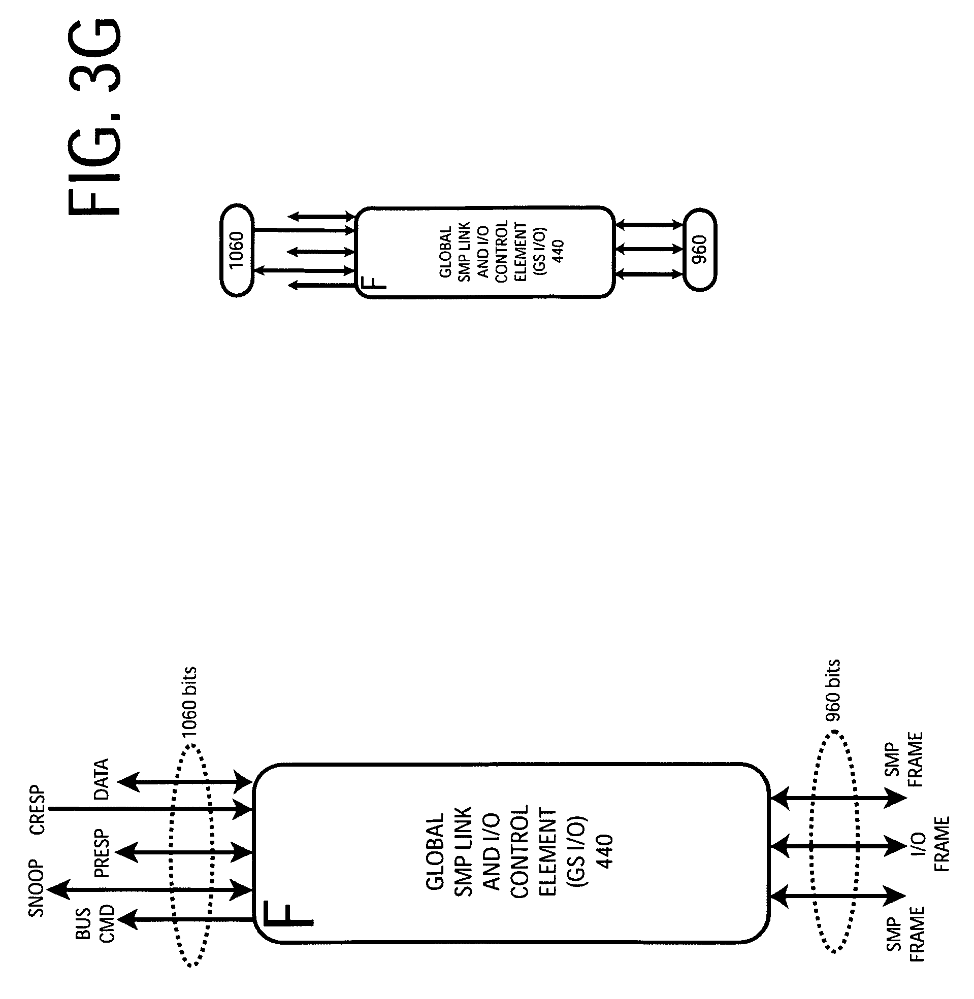 FIG. 3G
1060
F
GLOBAL
SMP LINK
AND I/O
CONTROL
ELEMENT
(GS I/O)
440
960
SNOOP
CRESP
BUS
CMD
PRESP
DATA
1060 bits
F
GLOBAL
SMP LINK
AND I/O
CONTROL
ELEMENT
(GS I/O)
440
960 bits
SMP
FRAME
I/O
FRAME
SMP
FRAME